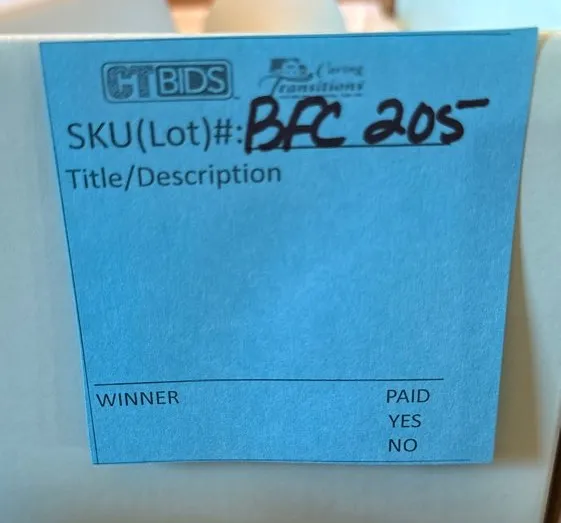 CTBIDS
Caring
Transitions
SKU(Lot)#: BFC 205
Title/Description
WINNER PAID
YES
NO